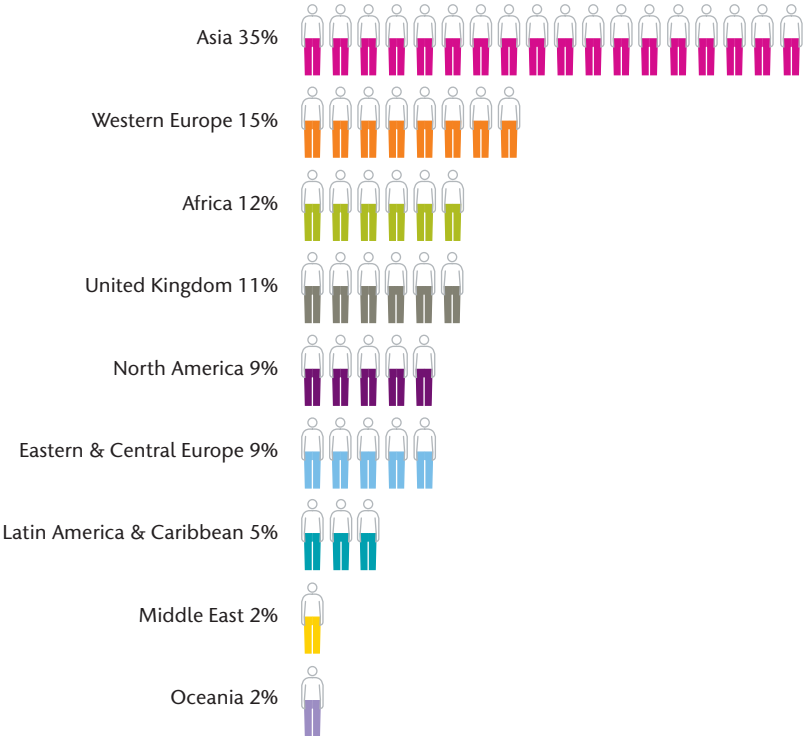 Asia 35%
Western Europe 15%
Africa 12%
United Kingdom 11%
North America 9%
Eastern & Central Europe 9%
Latin America & Caribbean 5%
Middle East 2%
Oceania 2%